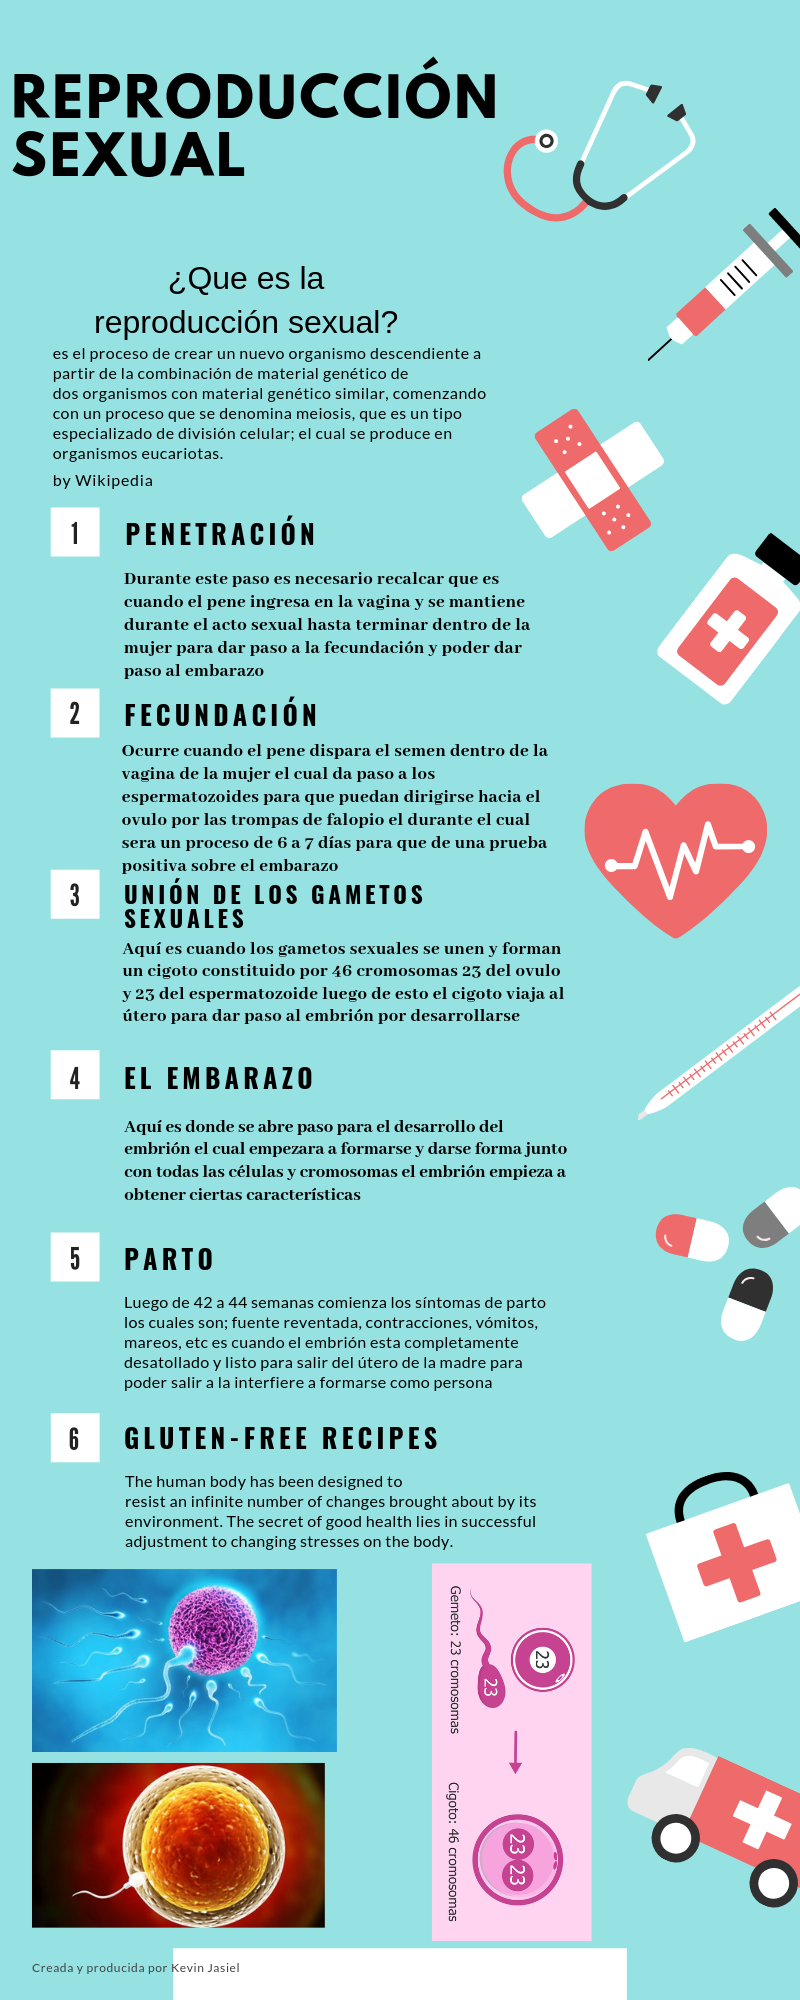 REPRODUCCIÓN
SEXUAL
¿Que es la
reproducción sexual?
es el proceso de crear un nuevo organismo descendiente a
partir de la combinación de material genético de
dos organismos con material genético similar, comenzando
con un proceso que se denomina meiosis, que es un tipo
especializado de división celular; el cual se produce en
organismos eucariotas.
by Wikipedia
1
PENETRACIÓN
Durante este paso es necesario recalcar que es
cuando el pene ingresa en la vagina y se mantiene
durante el acto sexual hasta terminar dentro de la
mujer para dar paso a la fecundación y poder dar
paso al embarazo
2
FECUNDACIÓN
Ocurre cuando el pene dispara el semen dentro de la
vagina de la mujer el cual da paso a los
espermatozoides para que puedan dirigirse hacia el
ovulo por las trompas de falopio el durante el cual
sera un proceso de 6 a 7 días para que de una prueba
positiva sobre el embarazo
3
UNIÓN DE LOS GAMETOS
SEXUALES
Aquí es cuando los gametos sexuales se unen y forman
un cigoto constituido por 46 cromosomas 23 del ovulo
y 23 del espermatozoide luego de esto el cigoto viaja al
útero para dar paso al embrión por desarrollarse
4
EL EMBARAZO
Aquí es donde se abre paso para el desarrollo del
embrión el cual empezara a formarse y darse forma junto
con todas las células y cromosomas el embrión empieza a
obtener ciertas características
5
PARTO
Luego de 42 a 44 semanas comienza los síntomas de parto
los cuales son; fuente reventada, contracciones, vómitos,
mareos, etc es cuando el embrión esta completamente
desatollado y listo para salir del útero de la madre para
poder salir a la interfiere a formarse como persona
6
GLUTEN-FREE RECIPES
The human body has been designed to
resist an infinite number of changes brought about by its
environment. The secret of good health lies in successful
adjustment to changing stresses on the body.
Gemeto: 23 cromosomas
23
23
Cigoto: 46 cromosomas
23
23
Creada y producida por Kevin Jasiel